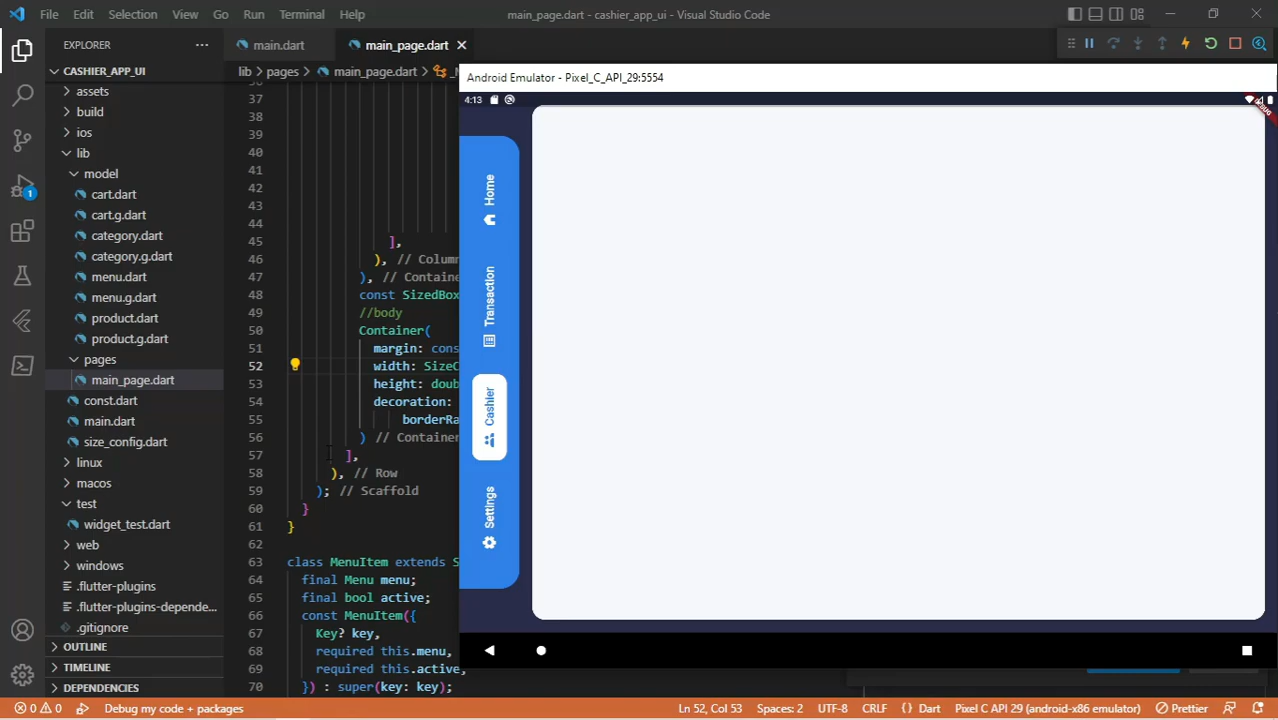 File Edit Selection View Go Run Terminal Help
main_page.dart - cashier_app_ui - Visual Studio Code
EXPLORER
main.dart
main_page.dart
CASHIER_APP_UI
lib > pages > main_page.dart >
assets
build
ios
lib
model
cart.dart
cart.g.dart
category.dart
category.g.dart
menu.dart
menu.g.dart
product.dart
product.g.dart
pages
main_page.dart
const.dart
main.dart
size_config.dart
linux
macos
test
widget_test.dart
web
windows
.flutter-plugins
.flutter-plugins-depende...
.gitignore
OUTLINE
TIMELINE
DEPENDENCIES
1
37
38
39
40
41
42
43
44
45 ],
46 ), // Column
47 ), // Containe
48 const SizedBox
49 //body
50 Container(
51 margin: cons
52 width: SizeC
53 height: doub
54 decoration:
55 borderRa
56 ) // Container
57 ],
58 ), // Row
59 ); // Scaffold
60 }
61 }
62
63 class MenuItem extends S
64 final Menu menu;
65 final bool active;
66 const MenuItem({
67 Key? key,
68 required this.menu,
69 required this.active,
70 }) : super(key: key);
Android Emulator - Pixel_C_API_29:5554
4:13
DEBUG
Home
Transaction
Cashier
Settings
0 0 Debug my code + packages
Ln 52, Col 53 Spaces: 2 UTF-8 CRLF {} Dart Pixel C API 29 (android-x86 emulator) Prettier